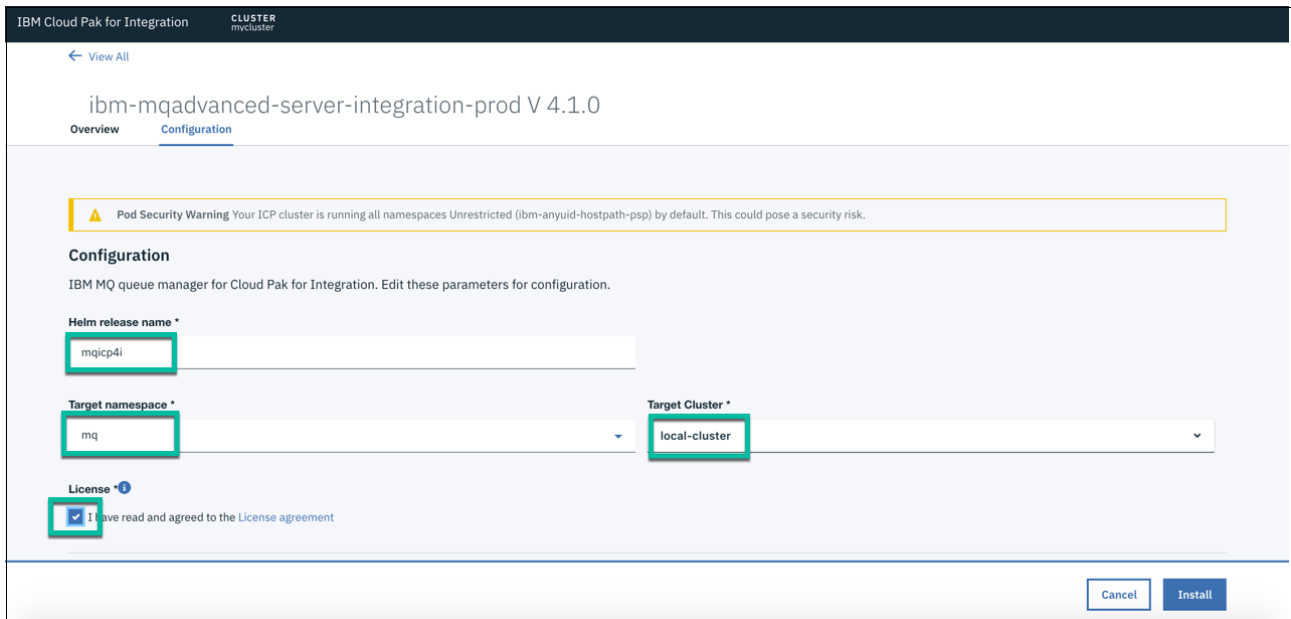 IBM Cloud Pak for Integration
CLUSTER
mycluster
← View All
ibm-mqadvanced-server-integration-prod V 4.1.0
Overview Configuration
Pod Security Warning Your ICP cluster is running all namespaces Unrestricted (ibm-anyuid-hostpath-psp) by default. This could pose a security risk.
Configuration
IBM MQ queue manager for Cloud Pak for Integration. Edit these parameters for configuration.
Helm release name *
mqicp4i
Target namespace * Target Cluster *
mq local-cluster
License *
I have read and agreed to the License agreement
Cancel Install